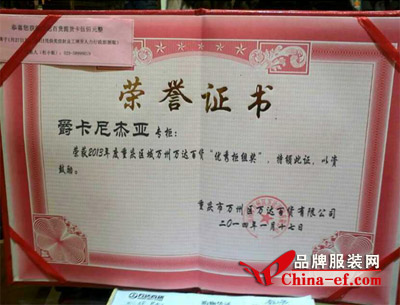 荣誉证书
爵卡尼杰亚 专柜：
荣获2013年度重庆区域万州万达百货“优秀柜组奖”，特颁此证，以资
鼓励。
重庆市万州区万达百货有限公司
二〇一四年一月十七日
品牌服装网
China-ef.com